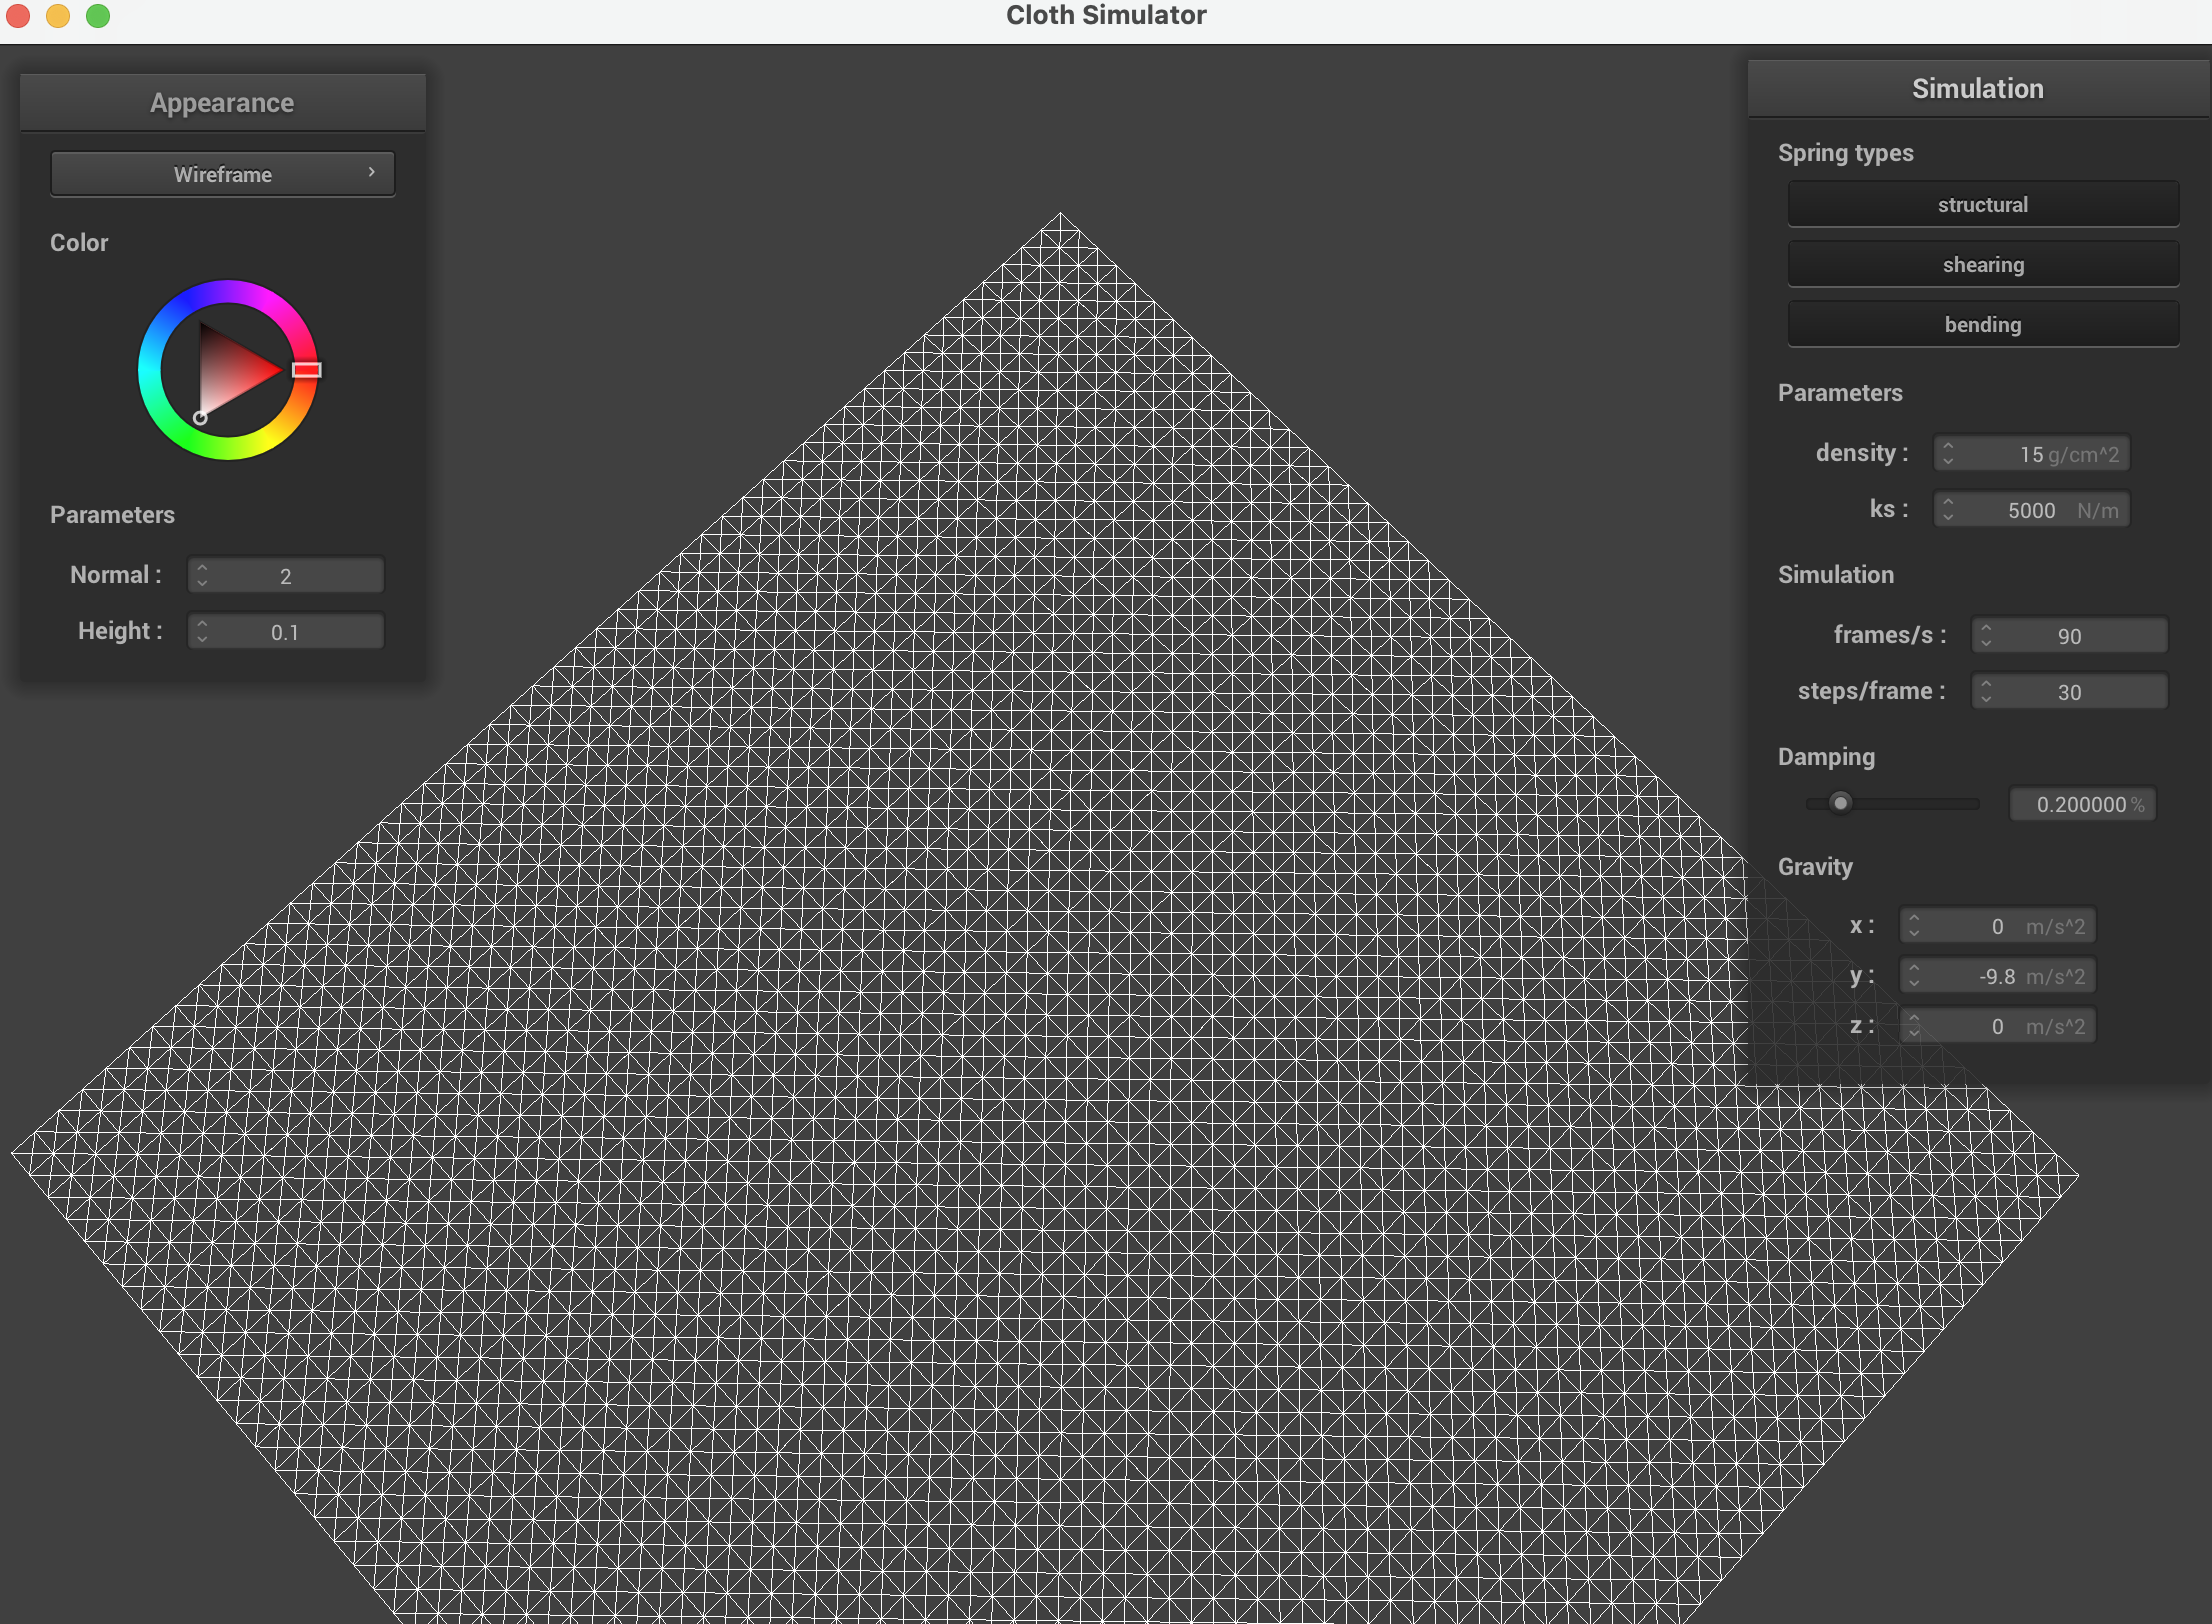 Cloth Simulator
Appearance
Wireframe
Color
Parameters
Normal : 2
Height : 0.1
Simulation
Spring types
structural
shearing
bending
Parameters
density : 15 g/cm^2
ks : 5000 N/m
Simulation
frames/s : 90
steps/frame : 30
Damping
0.200000 %
Gravity
x : 0 m/s^2
y : -9.8 m/s^2
z : 0 m/s^2